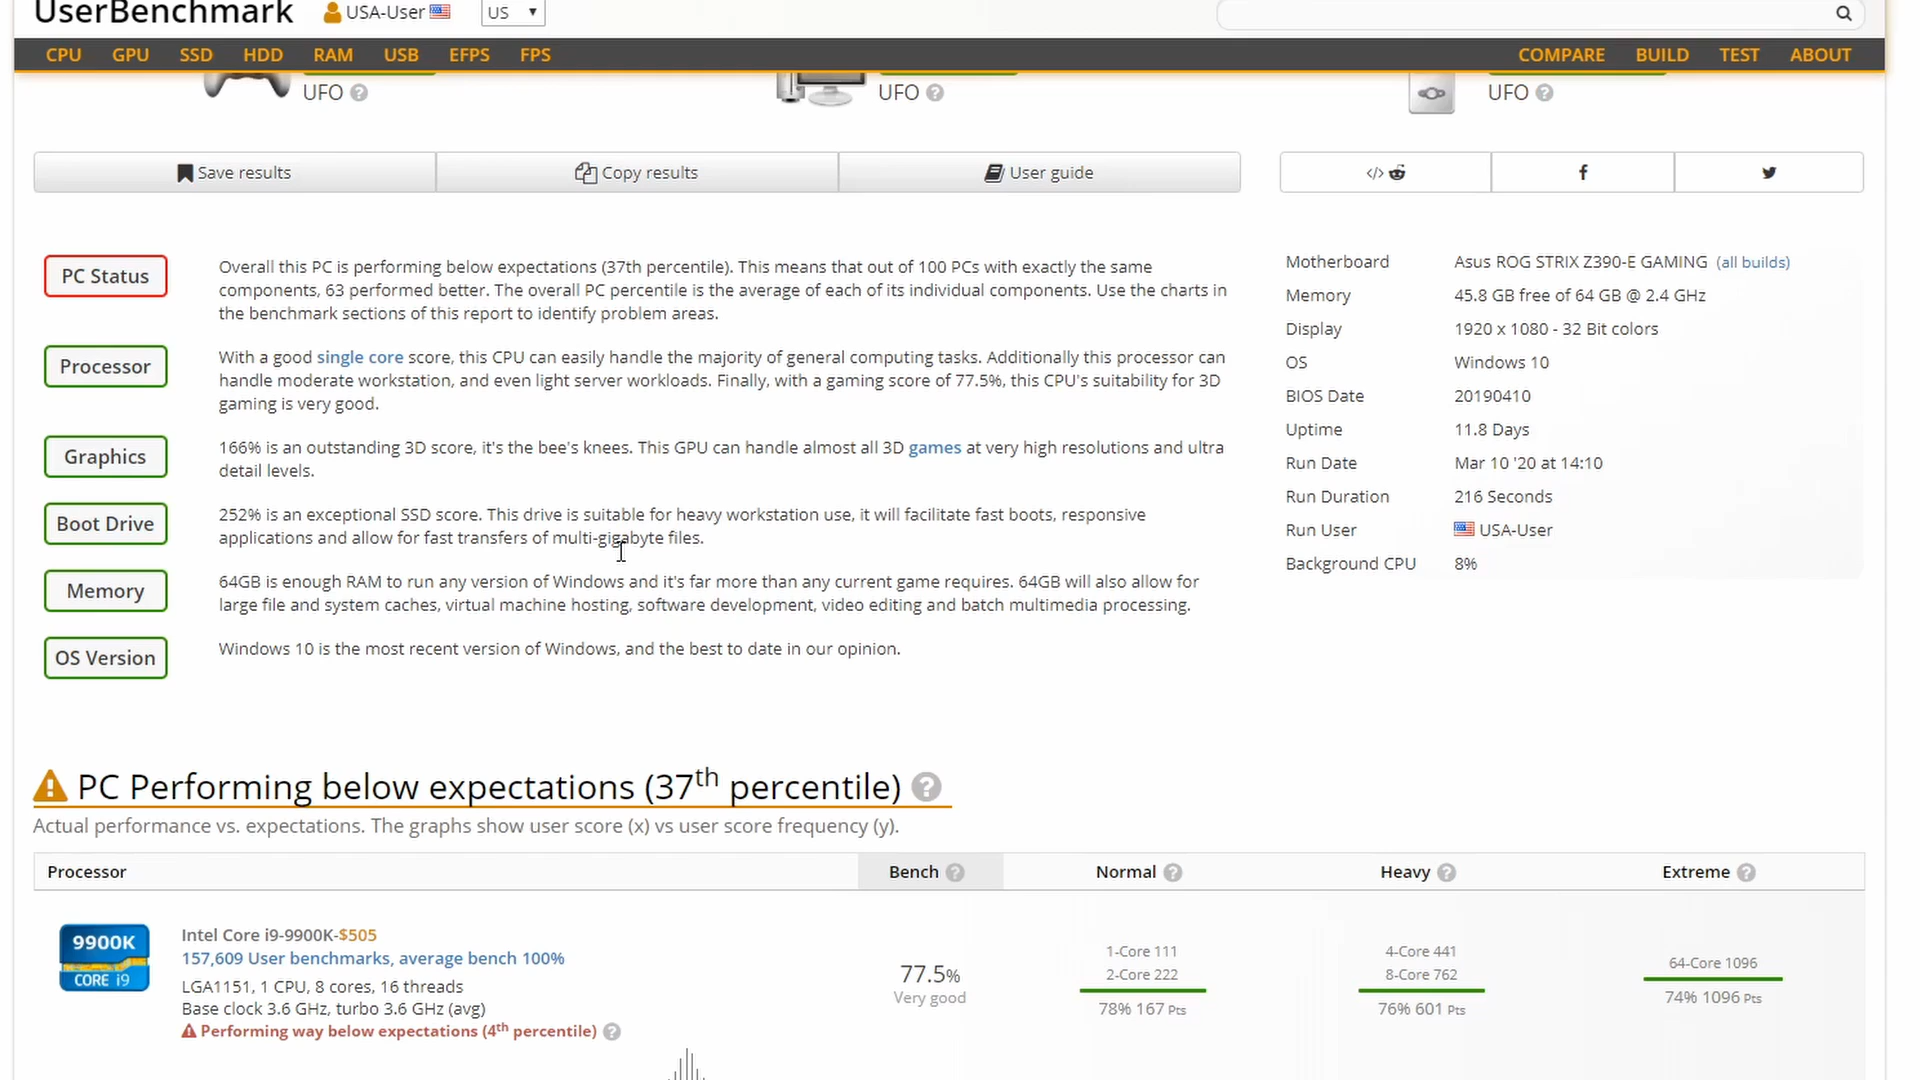 UserBenchmark USA-User US
CPU GPU SSD HDD RAM USB EFPS FPS COMPARE BUILD TEST ABOUT
UFO ? UFO ? UFO ?
Save results Copy results User guide </>
PC Status
Overall this PC is performing below expectations (37th percentile). This means that out of 100 PCs with exactly the same
components, 63 performed better. The overall PC percentile is the average of each of its individual components. Use the charts in
the benchmark sections of this report to identify problem areas.
Processor
With a good single core score, this CPU can easily handle the majority of general computing tasks. Additionally this processor can
handle moderate workstation, and even light server workloads. Finally, with a gaming score of 77.5%, this CPU's suitability for 3D
gaming is very good.
Graphics
166% is an outstanding 3D score, it's the bee's knees. This GPU can handle almost all 3D games at very high resolutions and ultra
detail levels.
Boot Drive
252% is an exceptional SSD score. This drive is suitable for heavy workstation use, it will facilitate fast boots, responsive
applications and allow for fast transfers of multi-gigabyte files.
Memory
64GB is enough RAM to run any version of Windows and it's far more than any current game requires. 64GB will also allow for
large file and system caches, virtual machine hosting, software development, video editing and batch multimedia processing.
OS Version
Windows 10 is the most recent version of Windows, and the best to date in our opinion.
Motherboard Asus ROG STRIX Z390-E GAMING (all builds)
Memory 45.8 GB free of 64 GB @ 2.4 GHz
Display 1920 x 1080 - 32 Bit colors
OS Windows 10
BIOS Date 20190410
Uptime 11.8 Days
Run Date Mar 10 '20 at 14:10
Run Duration 216 Seconds
Run User USA-User
Background CPU 8%
PC Performing below expectations (37th percentile) ?
Actual performance vs. expectations. The graphs show user score (x) vs user score frequency (y).
Processor Bench ? Normal ? Heavy ? Extreme ?
9900K
CORE i9
Intel Core i9-9900K-$505
157,609 User benchmarks, average bench 100%
LGA1151, 1 CPU, 8 cores, 16 threads
Base clock 3.6 GHz, turbo 3.6 GHz (avg)
Performing way below expectations (4th percentile) ?
77.5%
Very good
1-Core 111
2-Core 222
78% 167 Pts
4-Core 441
8-Core 762
76% 601 Pts
64-Core 1096
74% 1096 Pts